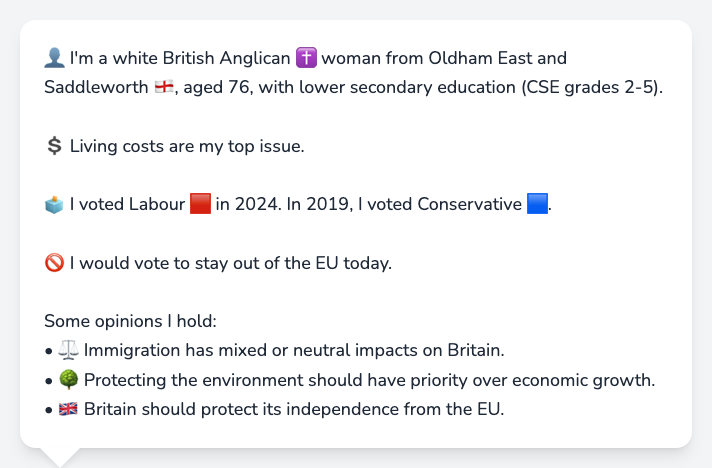 👤 I'm a white British Anglican ✝️ woman from Oldham East and
Saddleworth 🏴󠁧󠁢󠁥󠁮󠁧󠁿, aged 76, with lower secondary education (CSE grades 2-5).
💲 Living costs are my top issue.
🗳️ I voted Labour 🟥 in 2024. In 2019, I voted Conservative 🟦.
🚫 I would vote to stay out of the EU today.
Some opinions I hold:
• ⚖️ Immigration has mixed or neutral impacts on Britain.
• 🌳 Protecting the environment should have priority over economic growth.
• 🇬🇧 Britain should protect its independence from the EU.